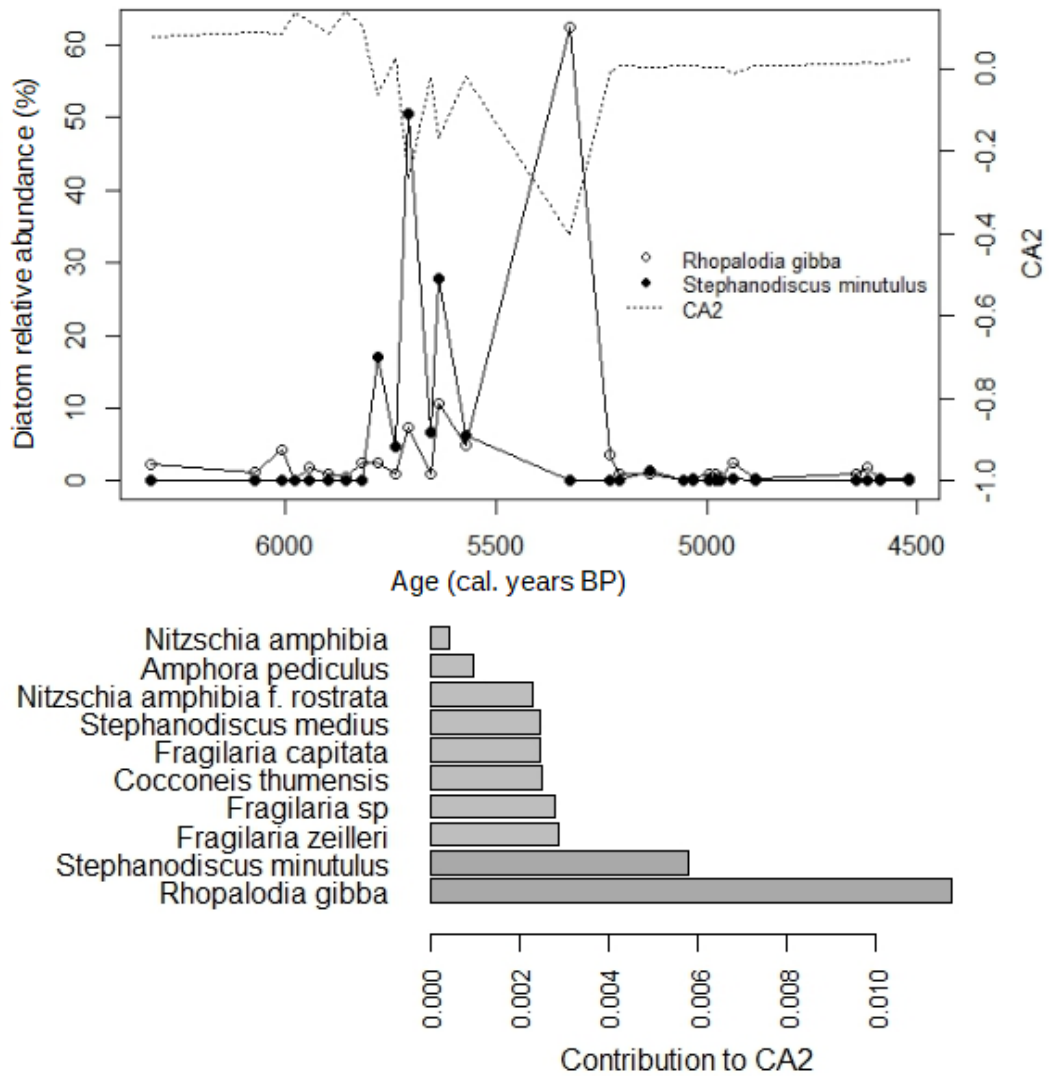 Diatom relative abundance (%)
60
50
40
30
20
10
0
0.0
-0.2
-0.4
-0.6
-0.8
-1.0
CA2
Rhopalodia gibba
Stephanodiscus minutulus
CA2
6000 5500 5000 4500
Age (cal. years BP)
Nitzschia amphibia
Amphora pediculus
Nitzschia amphibia f. rostrata
Stephanodiscus medius
Fragilaria capitata
Cocconeis thumensis
Fragilaria sp
Fragilaria zeilleri
Stephanodiscus minutulus
Rhopalodia gibba
0.000 0.002 0.004 0.006 0.008 0.010
Contribution to CA2